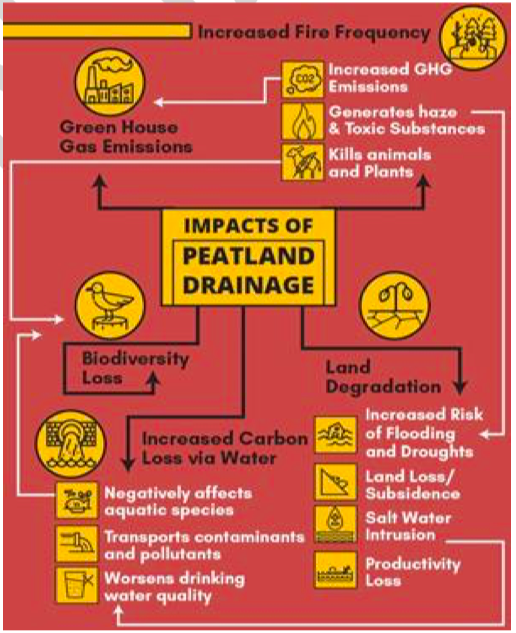 Increased Fire Frequency
CO2
Increased GHG
Emissions
Generates haze
& Toxic Substances
Kills animals
and Plants
Green House
Gas Emissions
IMPACTS OF
PEATLAND
DRAINAGE
Biodiversity
Loss
Land
Degradation
Increased Carbon
Loss via Water
Negatively affects
aquatic species
Transports contaminants
and pollutants
Worsens drinking
water quality
Increased Risk
of Flooding
and Droughts
Land Loss/
Subsidence
Salt Water
Intrusion
Productivity
Loss